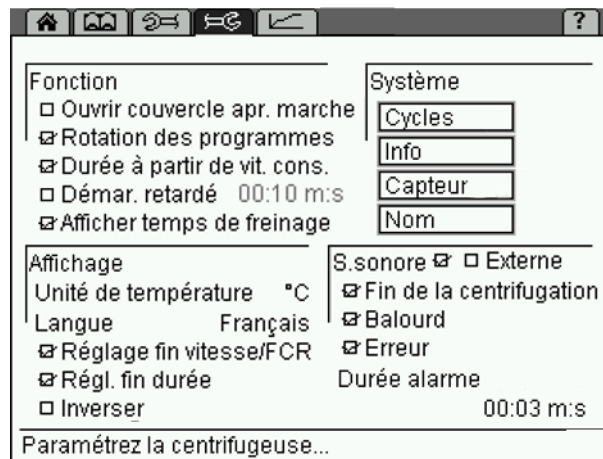 ?
Fonction
Ouvrir couvercle apr. marche
Rotation des programmes
Durée à partir de vit. cons.
Démar. retardé 00:10 m:s
Afficher temps de freinage
Système
Cycles
Info
Capteur
Nom
Affichage
Unité de température °C
Langue Français
Réglage fin vitesse/FCR
Régl. fin durée
Inverser
S.sonore Externe
Fin de la centrifugation
Balourd
Erreur
Durée alarme
00:03 m:s
Paramétrez la centrifugeuse...